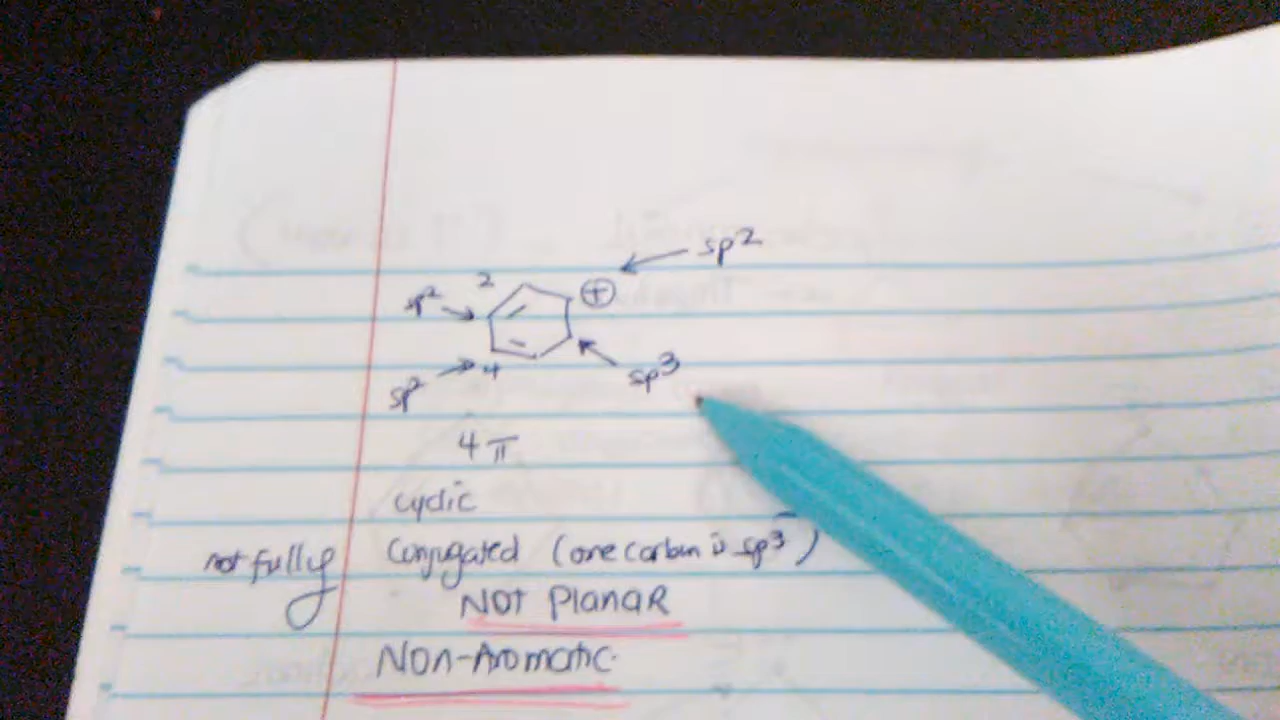 sp2
2
+
sp2
4
sp3
sp2
4π
cyclic
not fully conjugated (one carbon is sp3)
NOT PlanaR
NON-Aromatic